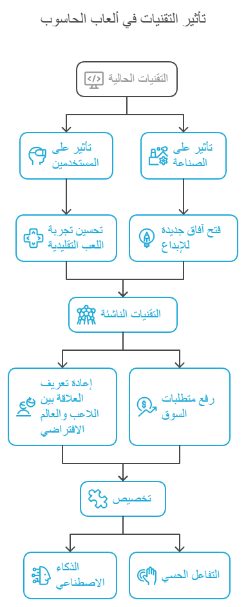 تأثير التقنيات في ألعاب الحاسوب
التقنيات الحالية
تأثير على
الصناعة
تأثير على
المستخدمين
فتح آفاق جديدة
للإبداع
تحسين تجربة
اللعب التقليدية
التقنيات الناشئة
رفع متطلبات
السوق
إعادة تعريف
العلاقة بين
اللاعب والعالم
الافتراضي
تخصيص
التفاعل الحسي
الذكاء
الاصطناعي